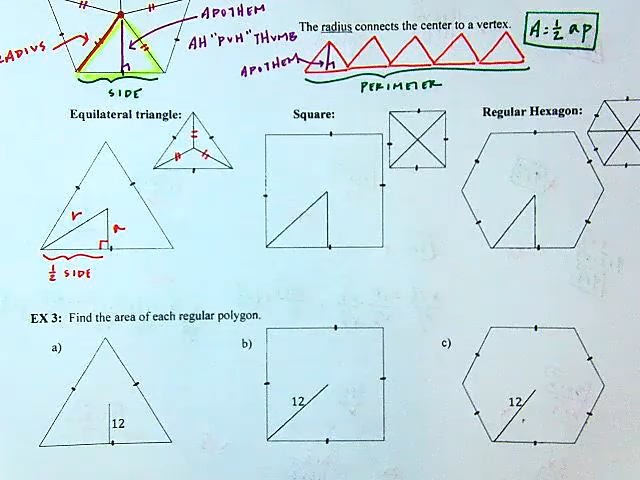 APOTHEM
RADIUS
AH "PUH" THUMB
SIDE
The radius connects the center to a vertex.
A = ½ ap
APOTHEM
PERIMETER
Equilateral triangle:
Square:
Regular Hexagon:
r
a
½ SIDE
EX 3: Find the area of each regular polygon.
a)
b)
c)
12
12
12